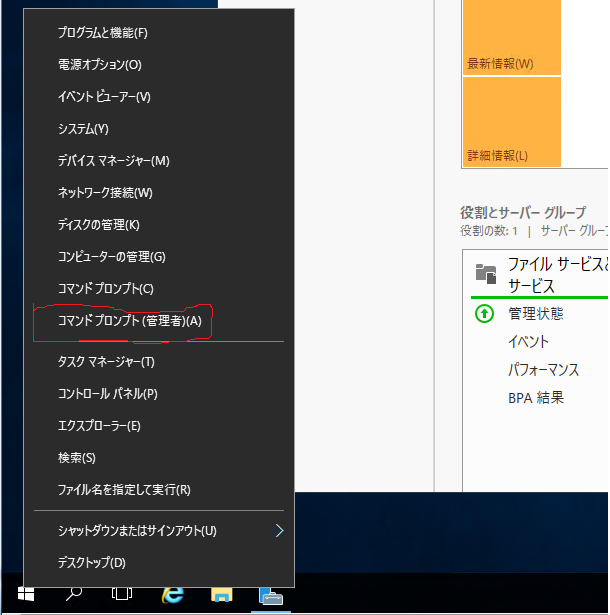 プログラムと機能(F)
電源オプション(O)
イベント ビューアー(V)
システム(Y)
デバイス マネージャー(M)
ネットワーク接続(W)
ディスクの管理(K)
コンピューターの管理(G)
コマンド プロンプト(C)
コマンド プロンプト (管理者)(A)
タスク マネージャー(T)
コントロール パネル(P)
エクスプローラー(E)
検索(S)
ファイル名を指定して実行(R)
シャットダウンまたはサインアウト(U)
デスクトップ(D)
最新情報(W)
詳細情報(L)
役割とサーバー グループ
役割の数: 1 | サーバー グルー
ファイル サービスと
サービス
管理状態
イベント
パフォーマンス
BPA 結果